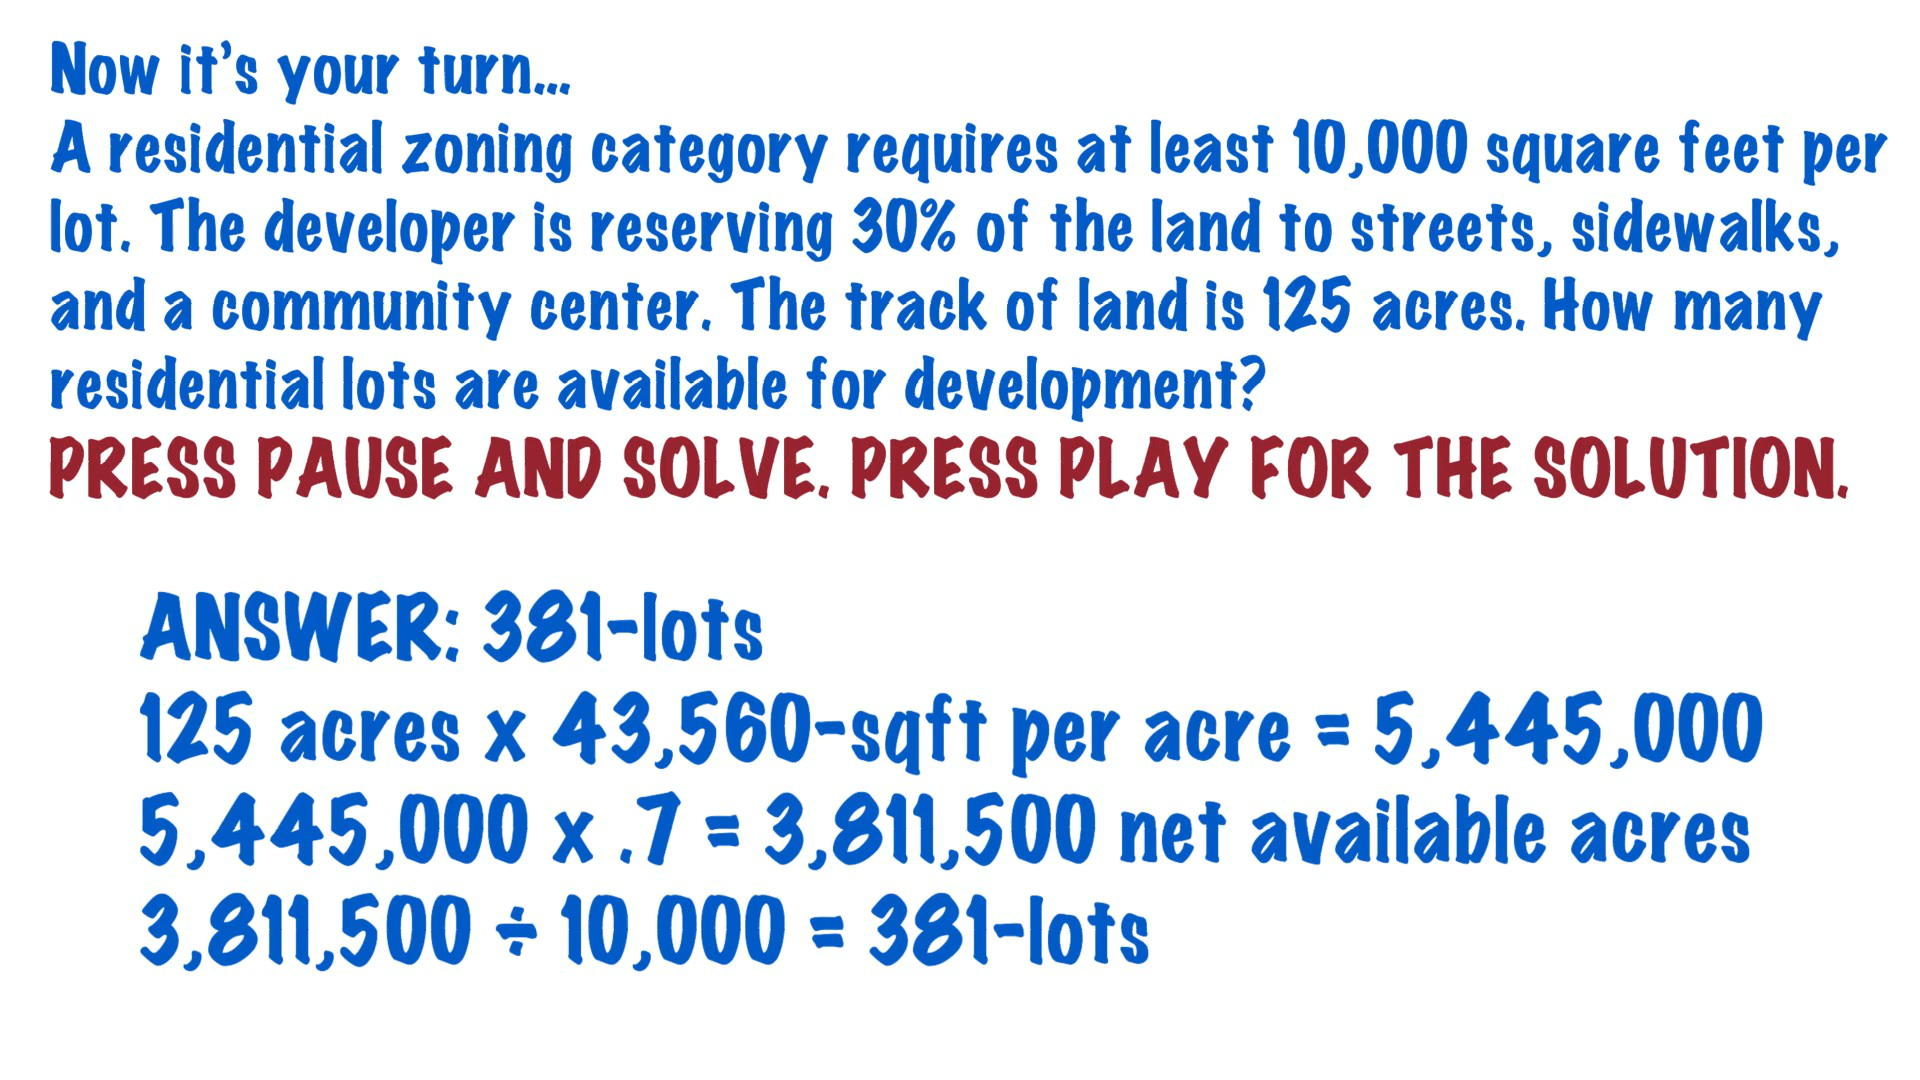 Now it's your turn...
A residential zoning category requires at least 10,000 square feet per
lot. The developer is reserving 30% of the land to streets, sidewalks,
and a community center. The track of land is 125 acres. How many
residential lots are available for development?
PRESS PAUSE AND SOLVE. PRESS PLAY FOR THE SOLUTION.
ANSWER: 381-lots
125 acres x 43,560-sqft per acre = 5,445,000
5,445,000 x .7 = 3,811,500 net available acres
3,811,500 ÷ 10,000 = 381-lots